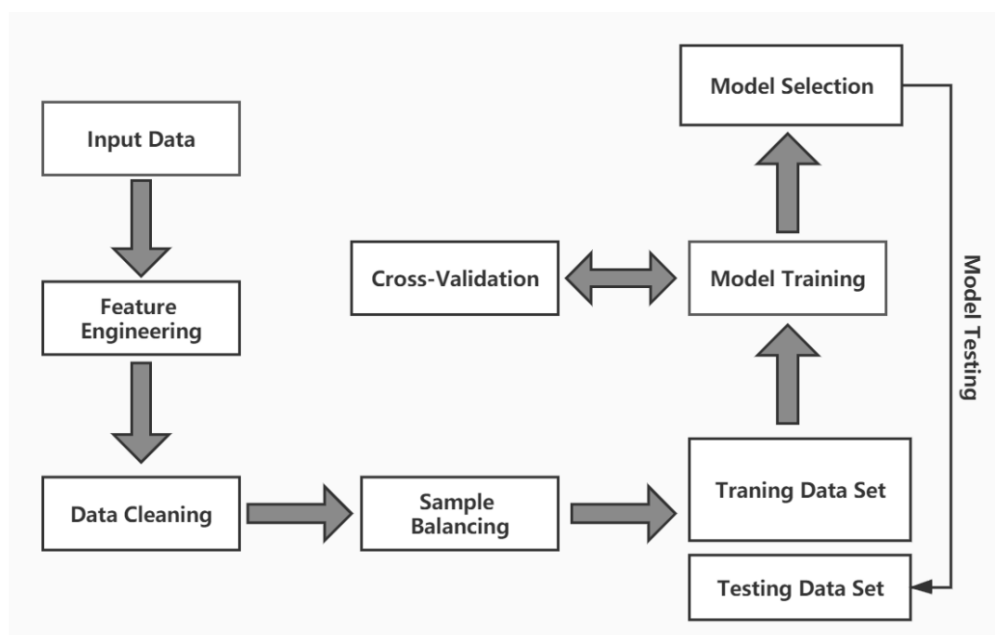 Input Data
Feature
Engineering
Data Cleaning
Sample
Balancing
Traning Data Set
Testing Data Set
Model Training
Cross-Validation
Model Selection
Model Testing